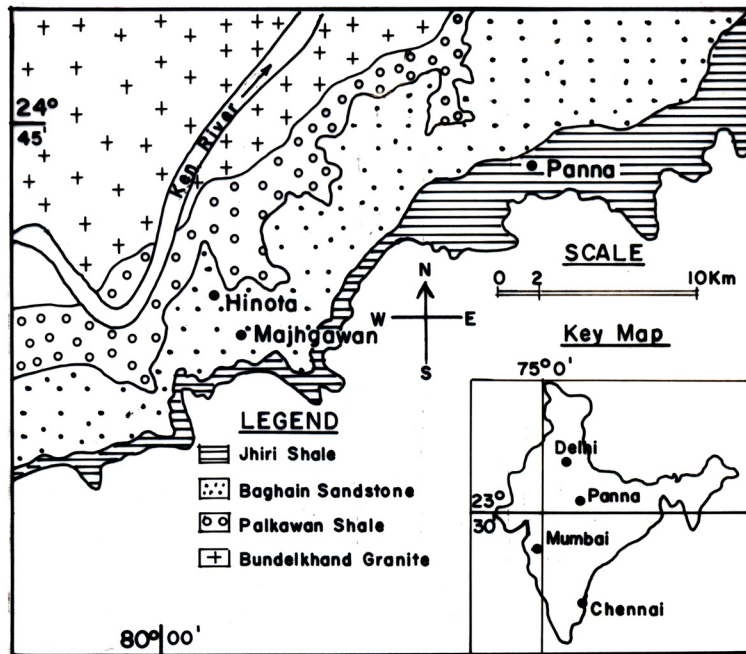 24°
45'
Ken River
Panna
SCALE
0 2 10Km
N
W E
S
Hinota
Majhgawan
Key Map
75° 0'
LEGEND
Jhiri Shale
Baghain Sandstone
Palkawan Shale
Bundelkhand Granite
Delhi
Panna
23°
30'
Mumbai
Chennai
80° 00'